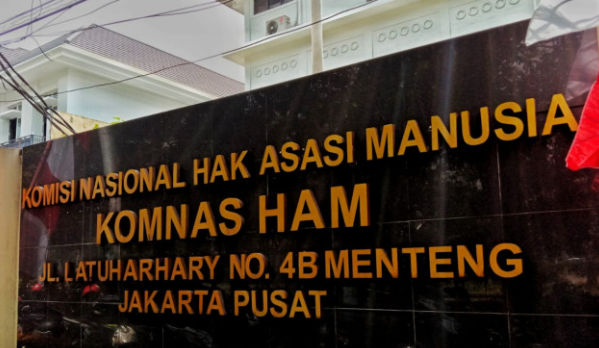 KOMISI NASIONAL HAK ASASI MANUSIA
KOMNAS HAM
JL. LATUHARHARY NO. 4B MENTENG
JAKARTA PUSAT